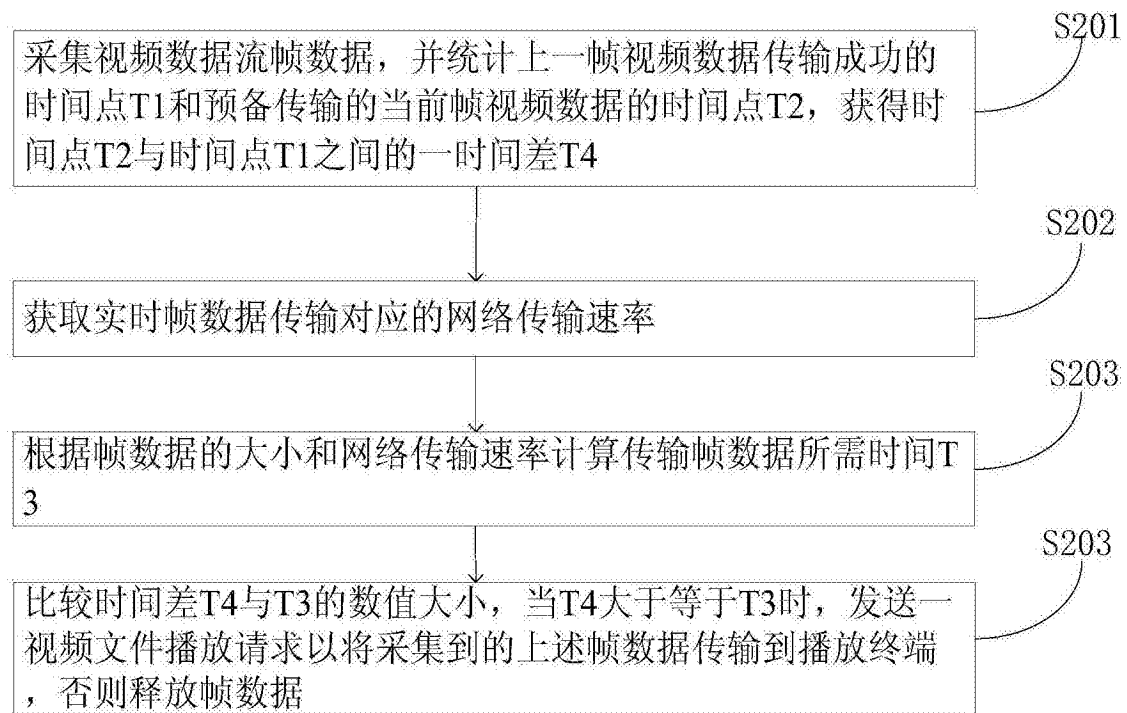 S201
采集视频数据流帧数据，并统计上一帧视频数据传输成功的
时间点T1和预备传输的当前帧视频数据的时间点T2，获得时
间点T2与时间点T1之间的一时间差T4
S202
获取实时帧数据传输对应的网络传输速率
S203
根据帧数据的大小和网络传输速率计算传输帧数据所需时间T
3
S203
比较时间差T4与T3的数值大小，当T4大于等于T3时，发送一
视频文件播放请求以将采集到的上述帧数据传输到播放终端
，否则释放帧数据